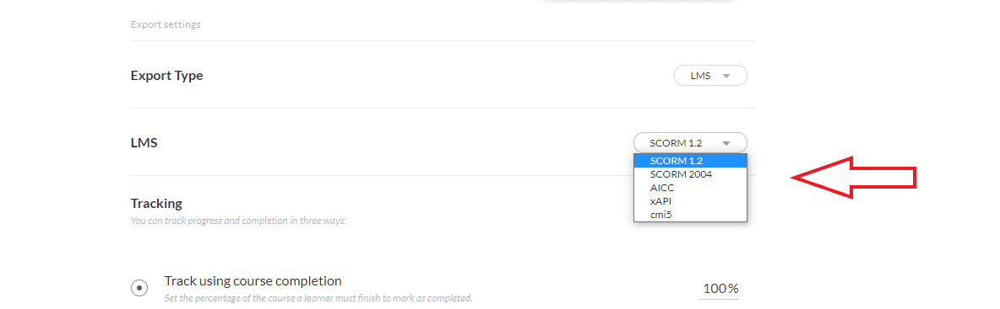 Export settings
Export Type
LMS
LMS
SCORM 1.2
SCORM 1.2
SCORM 2004
AICC
xAPI
cmi5
Tracking
You can track progress and completion in three ways:
Track using course completion
100%
Set the percentage of the course a learner must finish to mark as completed.